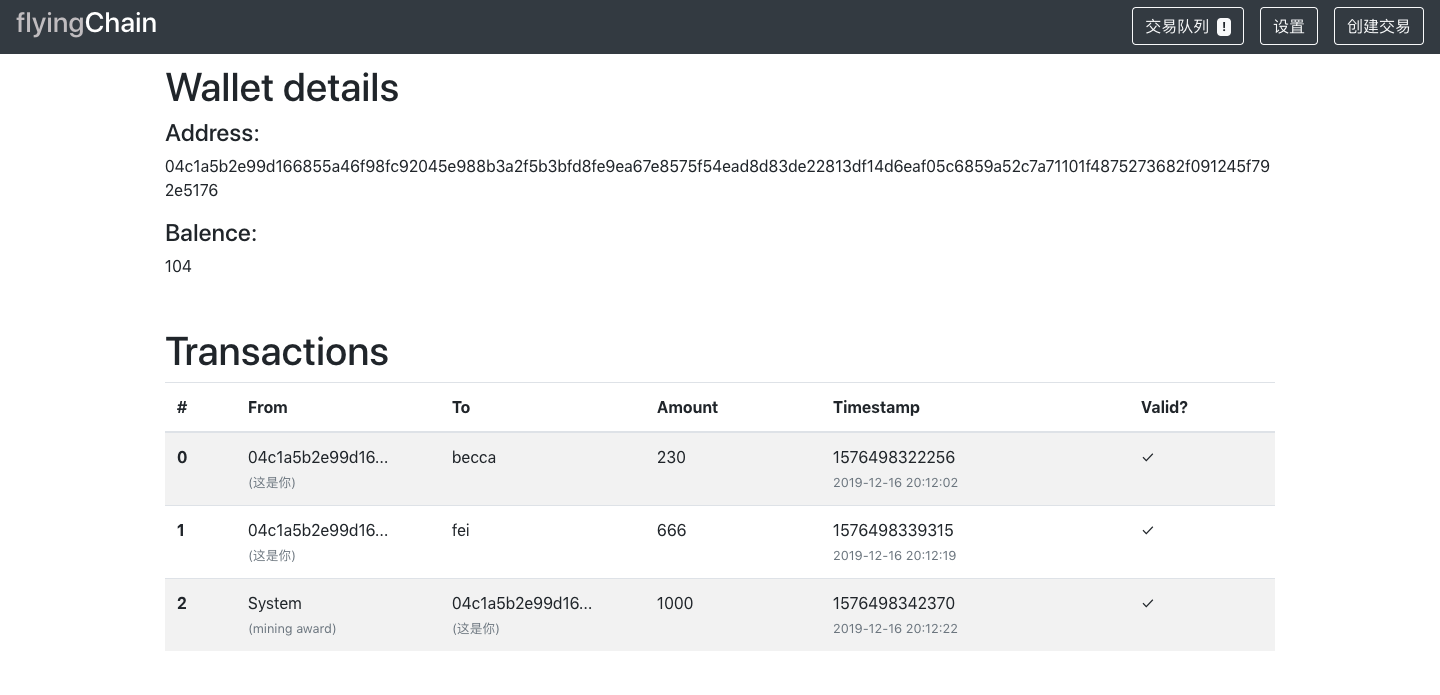 flyingChain
交易队列 !
设置
创建交易
Wallet details
Address:
04c1a5b2e99d166855a46f98fc92045e988b3a2f5b3bfd8fe9ea67e8575f54ead8d83de22813df14d6eaf05c6859a52c7a71101f4875273682f091245f79
2e5176
Balence:
104
Transactions
# From To Amount Timestamp Valid?
0 04c1a5b2e99d16... becca 230 1576498322256 ✓
(这是你) 2019-12-16 20:12:02
1 04c1a5b2e99d16... fei 666 1576498339315 ✓
(这是你) 2019-12-16 20:12:19
2 System 04c1a5b2e99d16... 1000 1576498342370 ✓
(mining award) (这是你) 2019-12-16 20:12:22